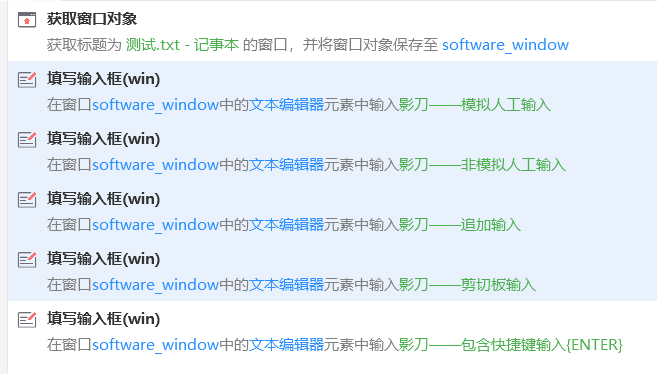 获取窗口对象
获取标题为 测试.txt - 记事本 的窗口，并将窗口对象保存至 software_window
填写输入框(win)
在窗口software_window中的文本编辑器元素中输入影刀——模拟人工输入
填写输入框(win)
在窗口software_window中的文本编辑器元素中输入影刀——非模拟人工输入
填写输入框(win)
在窗口software_window中的文本编辑器元素中输入影刀——追加输入
填写输入框(win)
在窗口software_window中的文本编辑器元素中输入影刀——剪切板输入
填写输入框(win)
在窗口software_window中的文本编辑器元素中输入影刀——包含快捷键输入{ENTER}